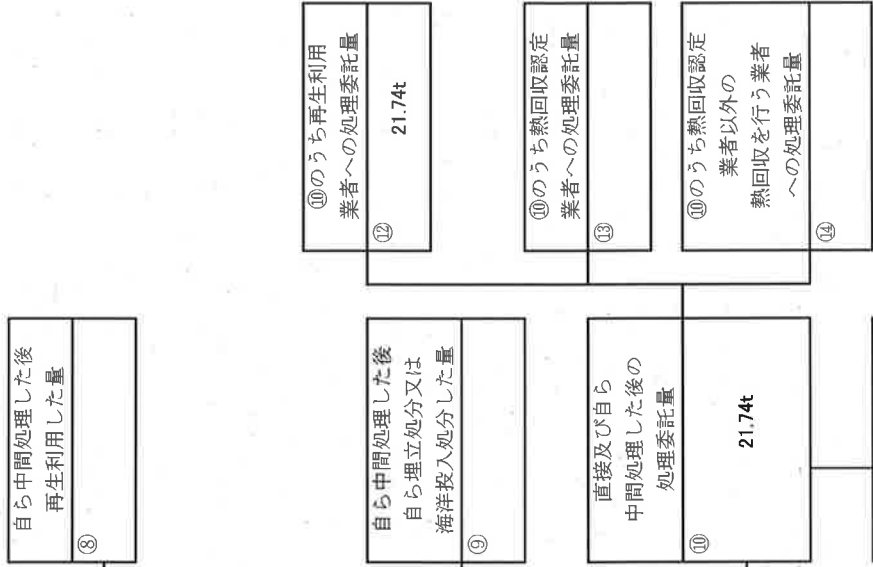 自ら中間処理した後
再生利用した量
⑧
自ら中間処理した後
自ら埋立処分又は
海洋投入処分した量
⑨
直接及び自ら
中間処理した後の
処理委託量
⑩
21.74t
⑩のうち再生利用
業者への処理委託量
⑫
21.74t
⑩のうち熱回収認定
業者への処理委託量
⑬
⑩のうち熱回収認定
業者以外の
熱回収を行う業者
への処理委託量
⑭